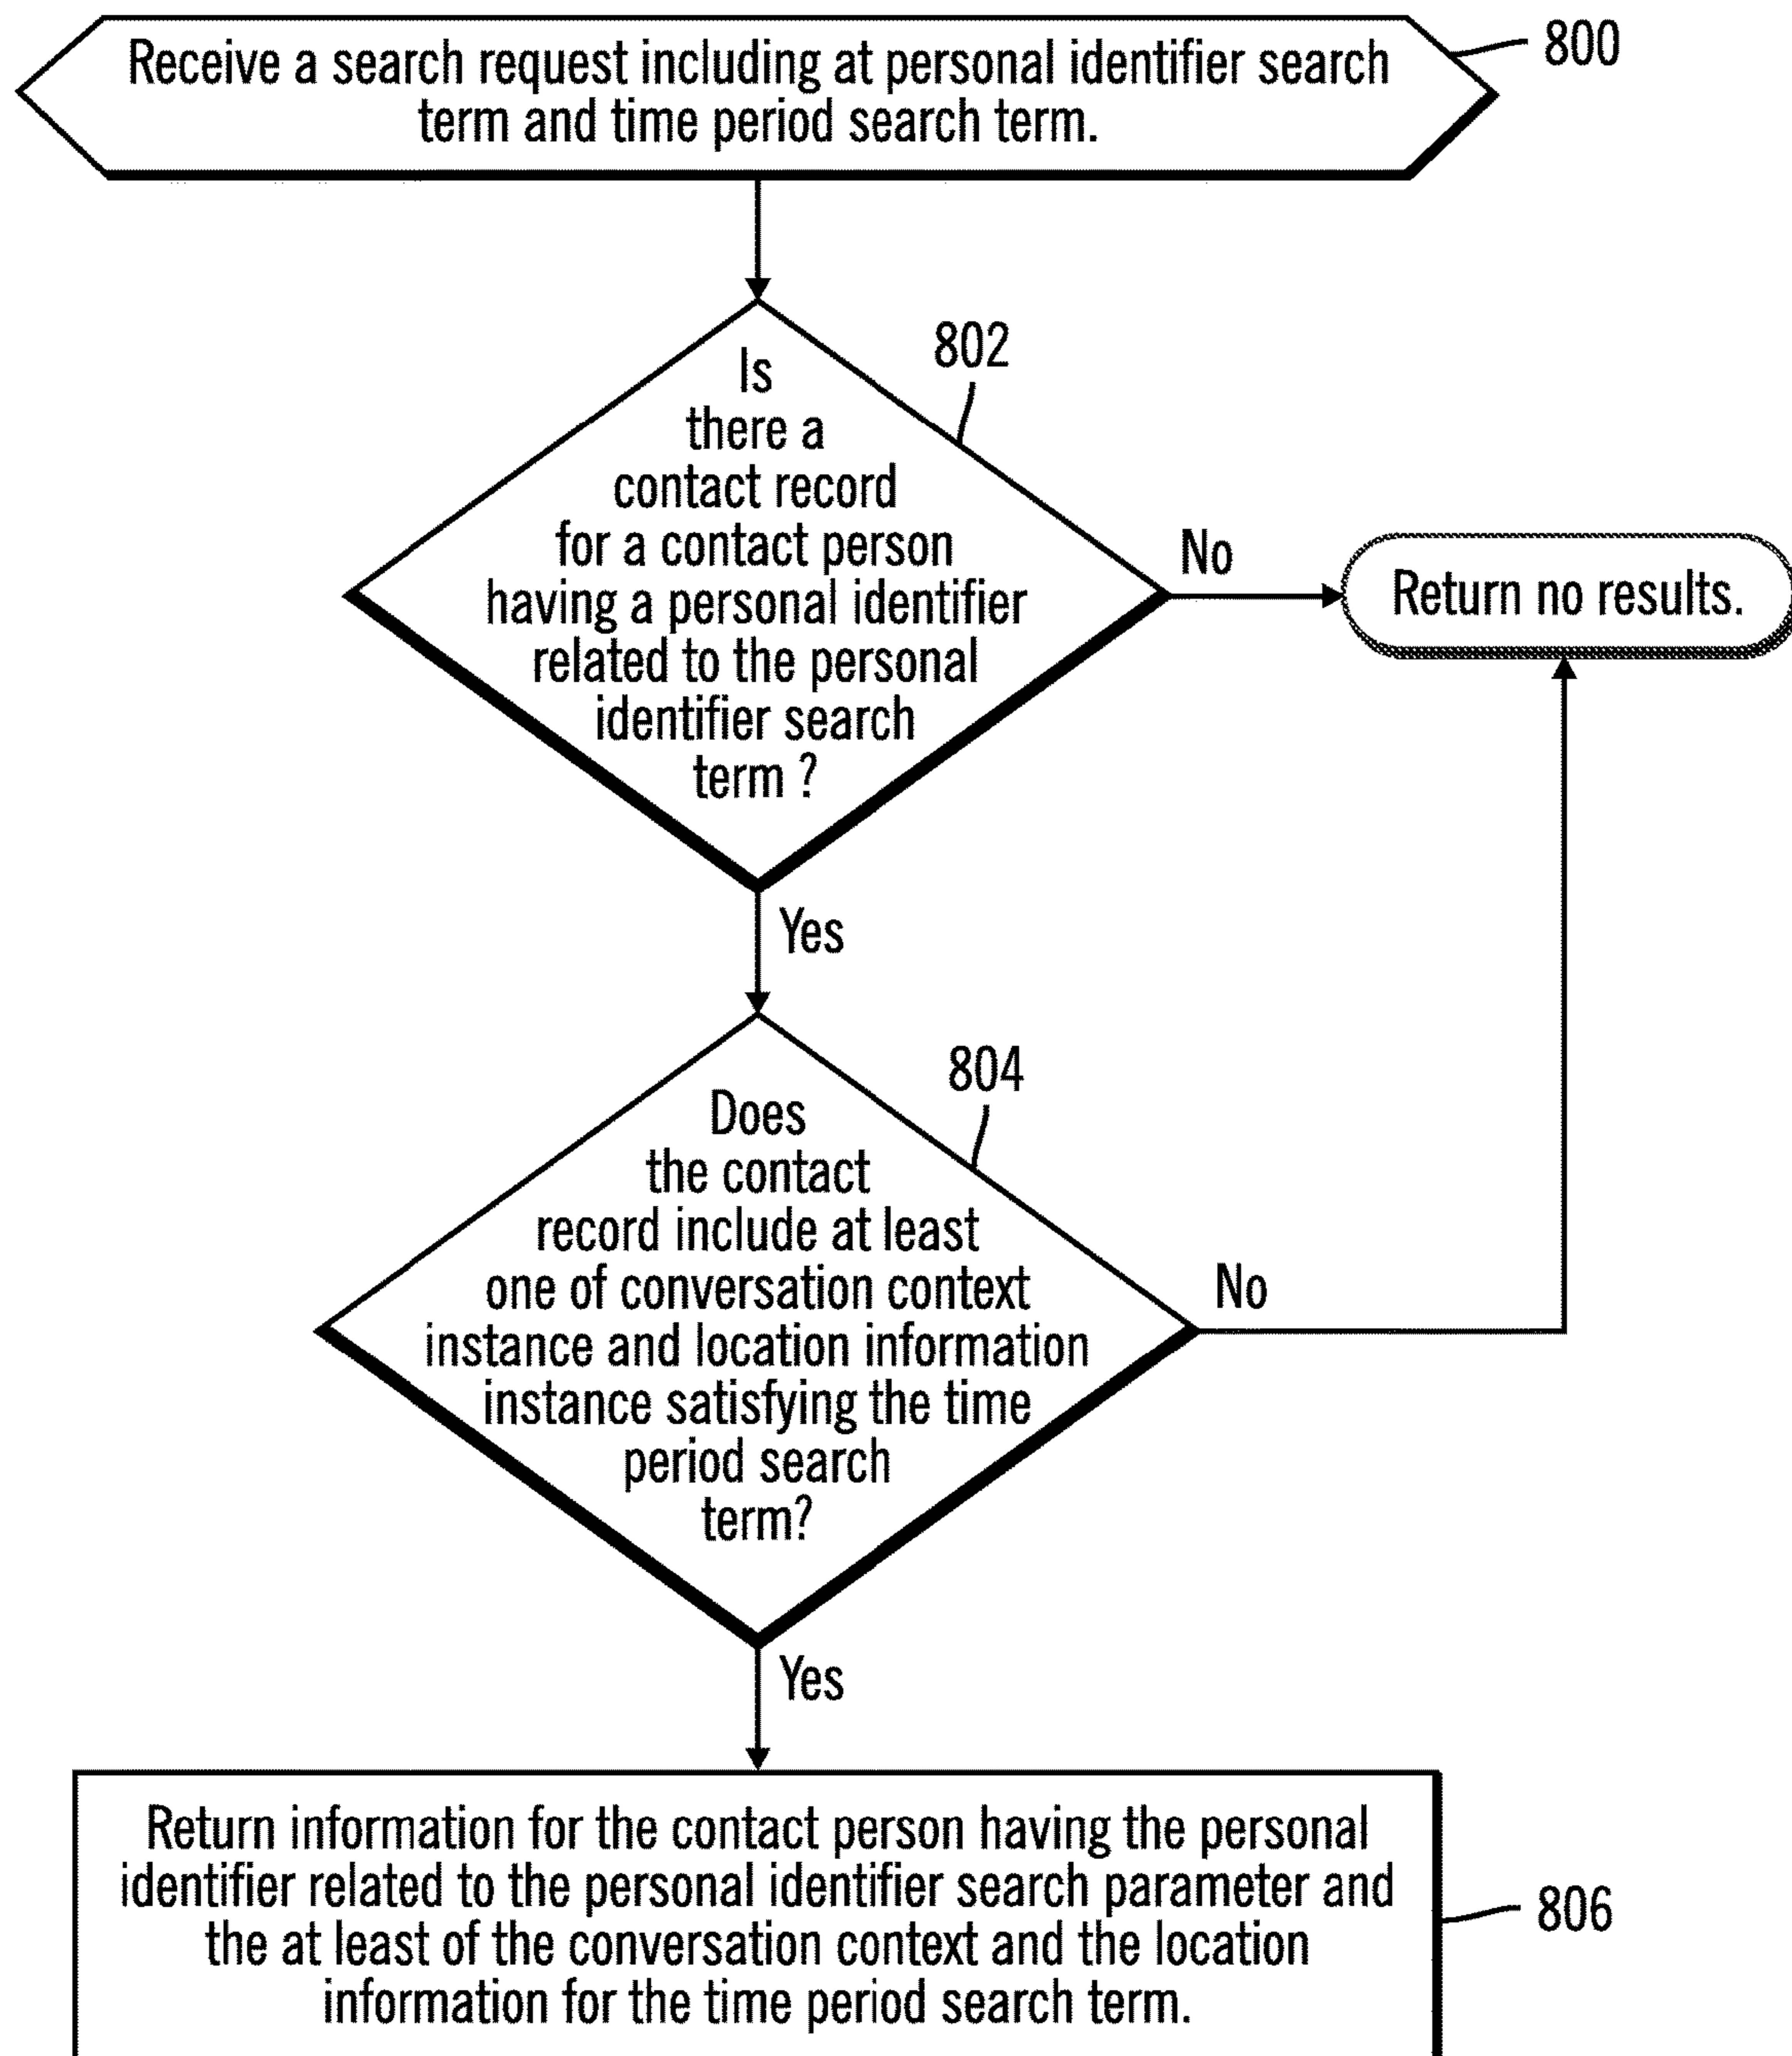 Receive a search request including at personal identifier search
term and time period search term.
800
802
Is
there a
contact record
for a contact person
having a personal identifier
related to the personal
identifier search
term ?
No
Return no results.
Yes
804
Does
the contact
record include at least
one of conversation context
instance and location information
instance satisfying the time
period search
term?
No
Yes
Return information for the contact person having the personal
identifier related to the personal identifier search parameter and
the at least of the conversation context and the location
information for the time period search term.
806